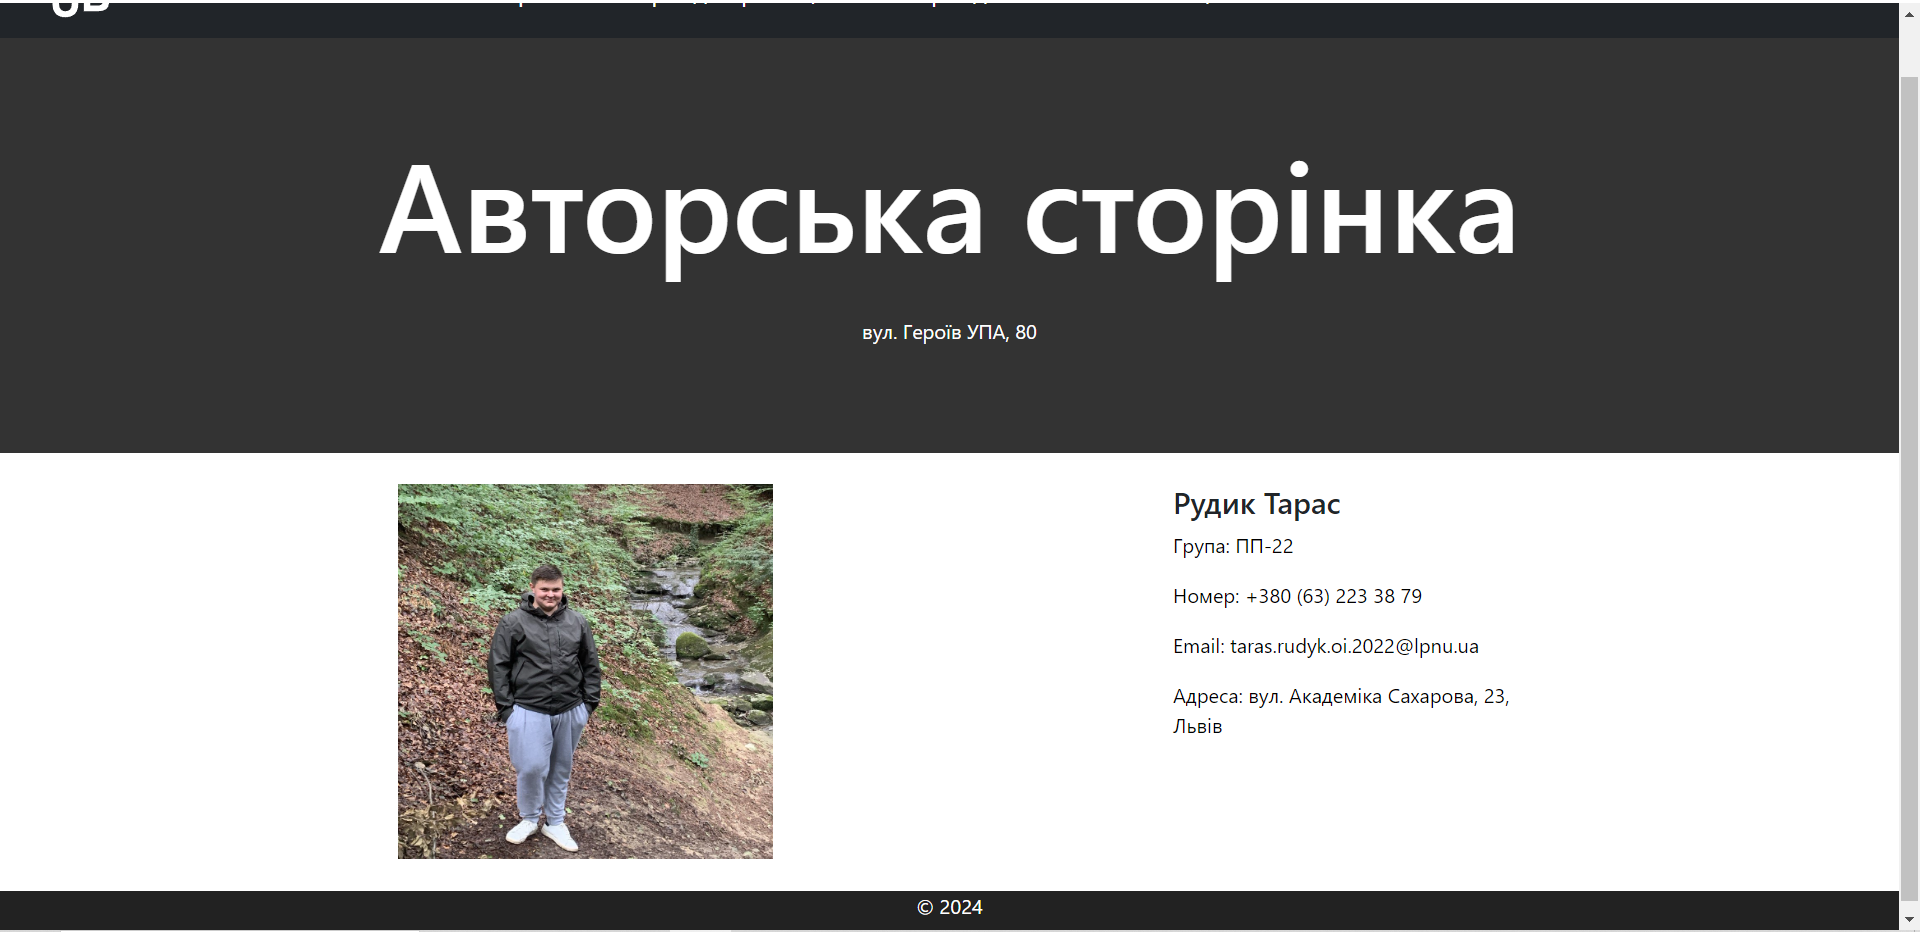 Авторська сторінка
вул. Героїв УПА, 80
Рудик Тарас
Група: ПП-22
Номер: +380 (63) 223 38 79
Email: taras.rudyk.oi.2022@lpnu.ua
Адреса: вул. Академіка Сахарова, 23,
Львів
© 2024